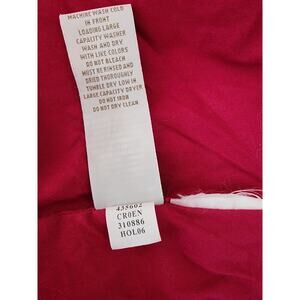 MACHINE WASH COLD
IN FRONT
LOADING LARGE
CAPACITY WASHER
WASH AND DRY
WITH LIKE COLORS
DO NOT BLEACH
MUST BE RINSED AND
DRIED THOROUGHLY
TUMBLE DRY LOW IN
LARGE CAPACITY DRYER
DO NOT IRON
DO NOT DRY CLEAN
435602
CR0EN
310886
HOL06